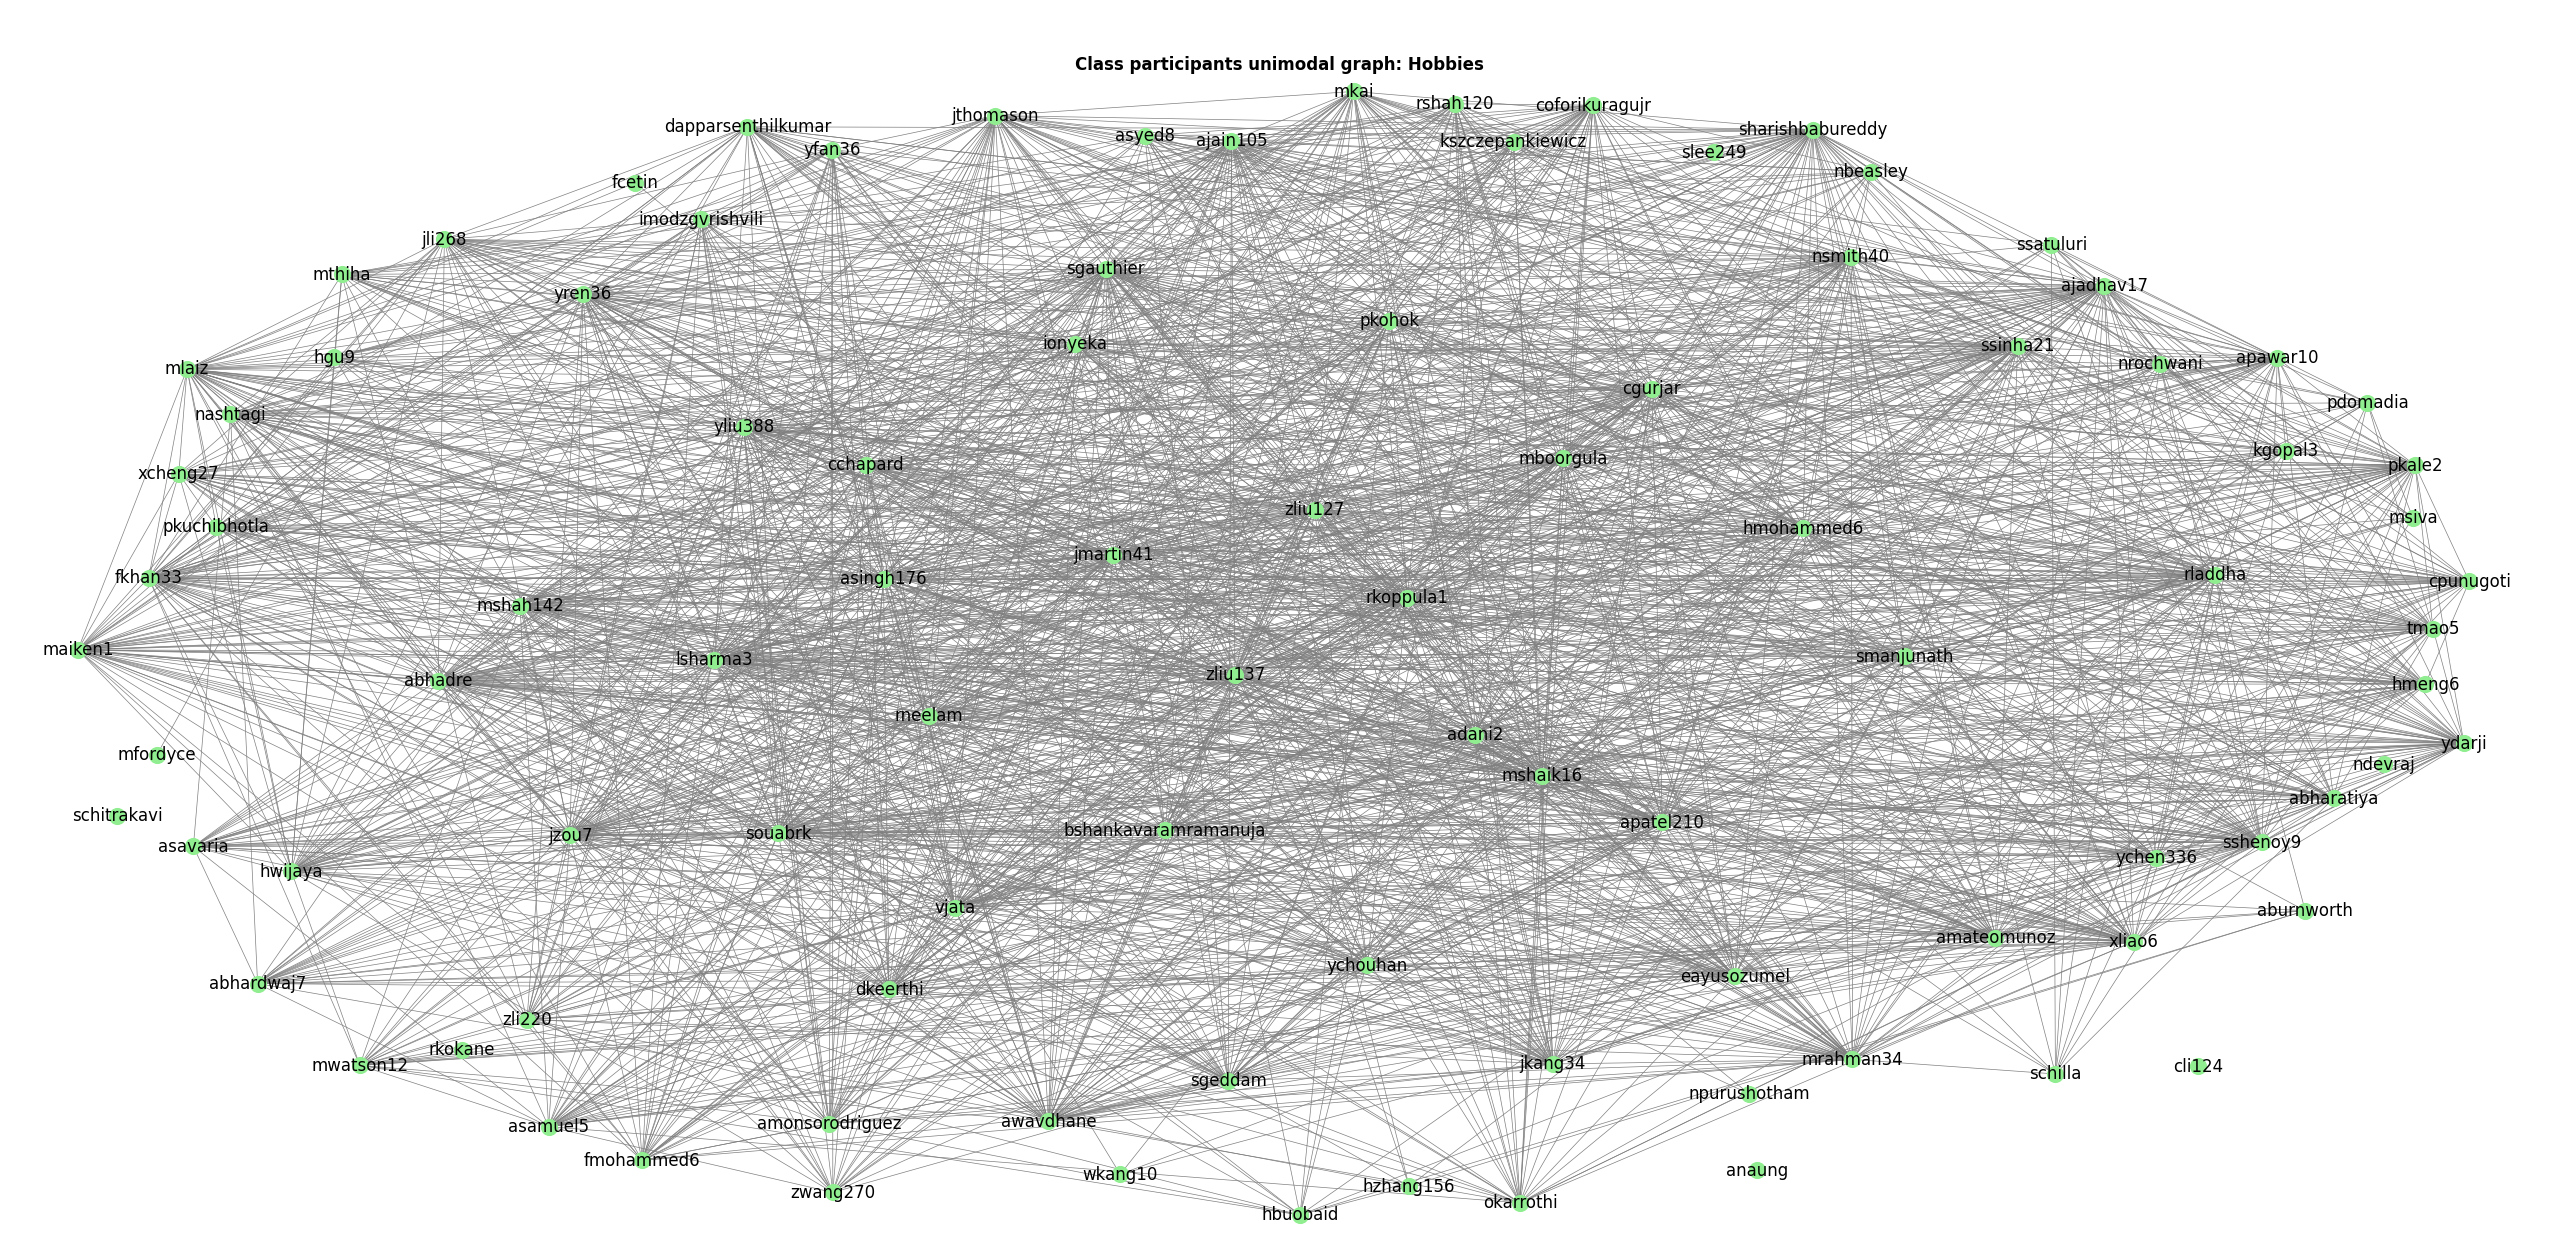 Class participants unimodal graph: Hobbies
mkai
rshah120
coforikuragujr
jthomason
dapparsenthilkumar
sharishbabureddy
asyed8
ajain105
kszczepankiewicz
yfan36
slee249
nbeasley
fcetin
imodzgvrishvili
jli268
ssatuluri
nsmith40
sgauthier
mthiha
ajadhav17
yren36
pkohok
ionyeka
ssinha21
hgu9
apawar10
nrochwani
mlaiz
cgurjar
pdomadia
nashtagi
yliu388
kgopal3
mboorgula
cchapard
pkale2
xcheng27
zliu127
msiva
pkuchibhotla
hmohammed6
jmartin41
rladdha
fkhan33
asingh176
cpunugoti
rkoppula1
mshah142
tmao5
maiken1
smanjunath
lsharma3
zliu137
abhadre
hmeng6
adani2
ydarji
mfordyce
ndevraj
mshaik16
abharatiya
schitrakavi
apatel210
bshankavaramramanuja
souabrk
jzou7
sshenoy9
asavaria
ychen336
hwijaya
vjata
aburnworth
amateomunoz
xliao6
ychouhan
eayusozumel
abhardwaj7
dkeerthi
zli220
rkokane
mrahman34
jkang34
mwatson12
cli124
schilla
sgeddam
npurushotham
awavdhane
amonsorodriguez
asamuel5
fmohammed6
anaung
wkang10
hzhang156
zwang270
okarrothi
hbuobaid